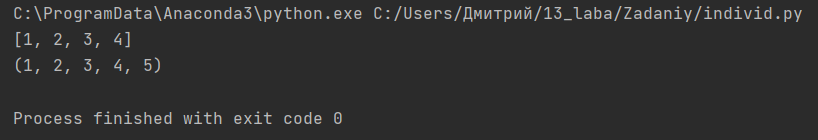 C:\ProgramData\Anaconda3\python.exe C:/Users/Дмитрий/13_laba/Zadaniy/individ.py
[1, 2, 3, 4]
(1, 2, 3, 4, 5)
Process finished with exit code 0